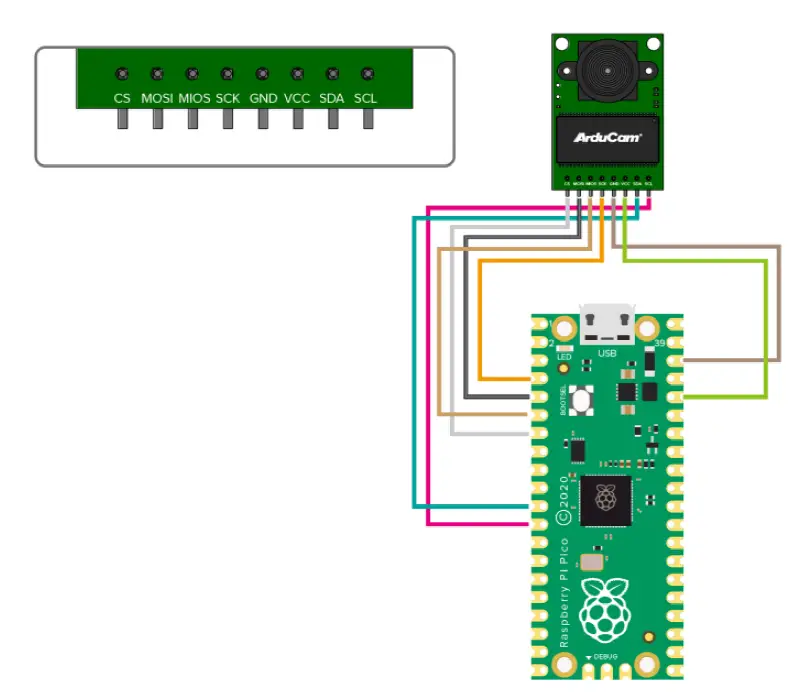 CS MOSI MIOS SCK GND VCC SDA SCL
ArduCam
CS MOSI MIOS SCK GND VCC SDA SCL
1
2
39
LED
USB
BOOTSEL
Raspberry Pi Pico © 2020
DEBUG